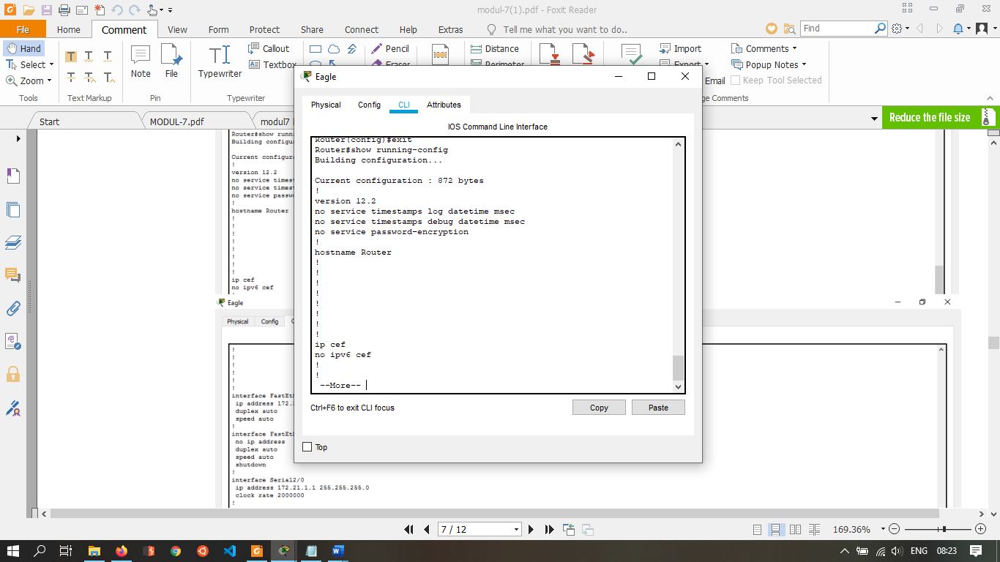 modul-7(1).pdf - Foxit Reader
File
Home
Comment
View
Form
Protect
Share
Connect
Help
Extras
Tell me what you want to do..
Find
Hand
Select
Zoom
Tools
Text Markup
Note
File
Pin
Typewriter
Typewriter
Callout
Textbox
Pencil
Eraser
Distance
Perimeter
Import
Export
Email
Comments
Popup Notes
Keep Tool Selected
Comments
Start
MODUL-7.pdf
modul7
Reduce the file size
Router#show runn
Building configu
Current configura
!
version 12.2
no service timest
no service timest
no service passw
!
hostname Router
!
!
!
!
!
!
!
!
ip cef
no ipv6 cef
Eagle
Physical
Config
!
!
!
!
!
!
interface FastEt
ip address 172.
duplex auto
speed auto
!
interface FastEt
no ip address
duplex auto
speed auto
shutdown
!
interface Serial2/0
ip address 172.21.1.1 255.255.255.0
clock rate 2000000
!
Eagle
Physical
Config
CLI
Attributes
IOS Command Line Interface
Router(config)#exit
Router#show running-config
Building configuration...
Current configuration : 872 bytes
!
version 12.2
no service timestamps log datetime msec
no service timestamps debug datetime msec
no service password-encryption
!
hostname Router
!
!
!
!
!
!
!
!
ip cef
no ipv6 cef
!
!
--More--
Ctrl+F6 to exit CLI focus
Copy
Paste
Top
7 / 12
169.36%
ENG
08:23